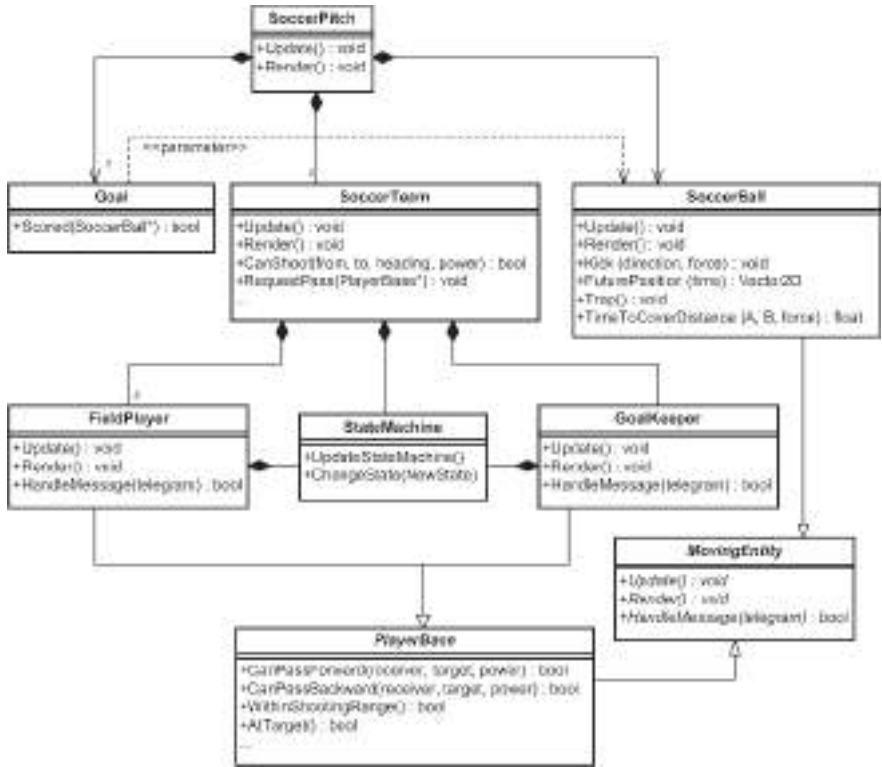 SoccerPitch
+Update() : void
+Render() : void
<<parameter>>
Goal
+Scored(SoccerBall*) : bool
SoccerTeam
+Update() : void
+Render() : void
+CanShoot(from, to, heading, power) : bool
+RequestPass(PlayerBase*) : void
...
SoccerBall
+Update() : void
+Render() : void
+Kick (direction, force) : void
+FuturePosition (time) : Vector2D
+Trap() : void
+TimeToCoverDistance (A, B, force) : float
FieldPlayer
+Update() : void
+Render() : void
+HandleMessage(telegram) : bool
StateMachine
+UpdateStateMachine()
+ChangeState(NewState)
GoalKeeper
+Update() : void
+Render() : void
+HandleMessage(telegram) : bool
MovingEntity
+Update() : void
+Render() : void
+HandleMessage(telegram) : bool
PlayerBase
+CanPassForward(receiver, target, power) : bool
+CanPassBackward(receiver, target, power) : bool
+WithinShootingRange() : bool
+AtTarget() : bool
...